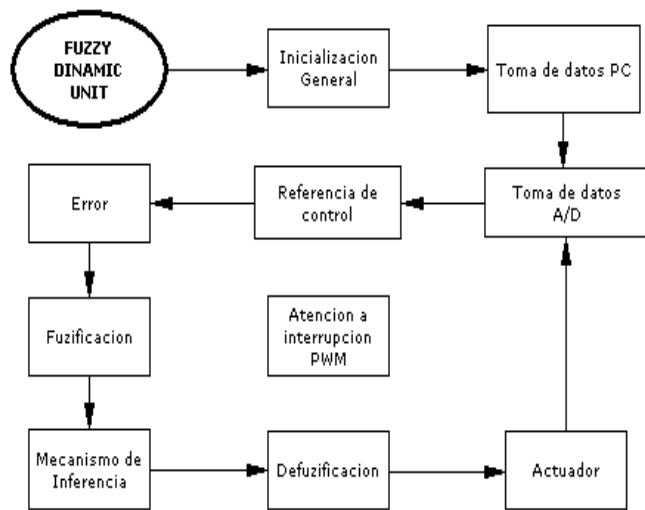 FUZZY
DINAMIC
UNIT
Inicializacion
General
Toma de datos PC
Error
Referencia de
control
Toma de datos
A/D
Fuzificacion
Atencion a
interrupcion
PWM
Mecanismo de
Inferencia
Defuzificacion
Actuador